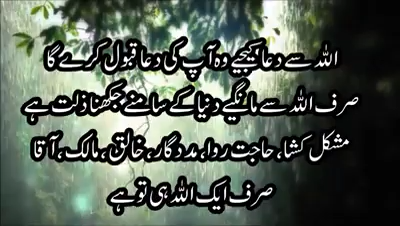 اللہ سے دعا کیجیے وہ آپ کی دعا قبول کرے گا
صرف اللہ سے مانگیے دنیا کے سامنے جھکنا ذلت ہے
مشکل کشا، حاجت روا، مددگار، خالق، مالک، آقا
صرف ایک اللہ ہی تو ہے